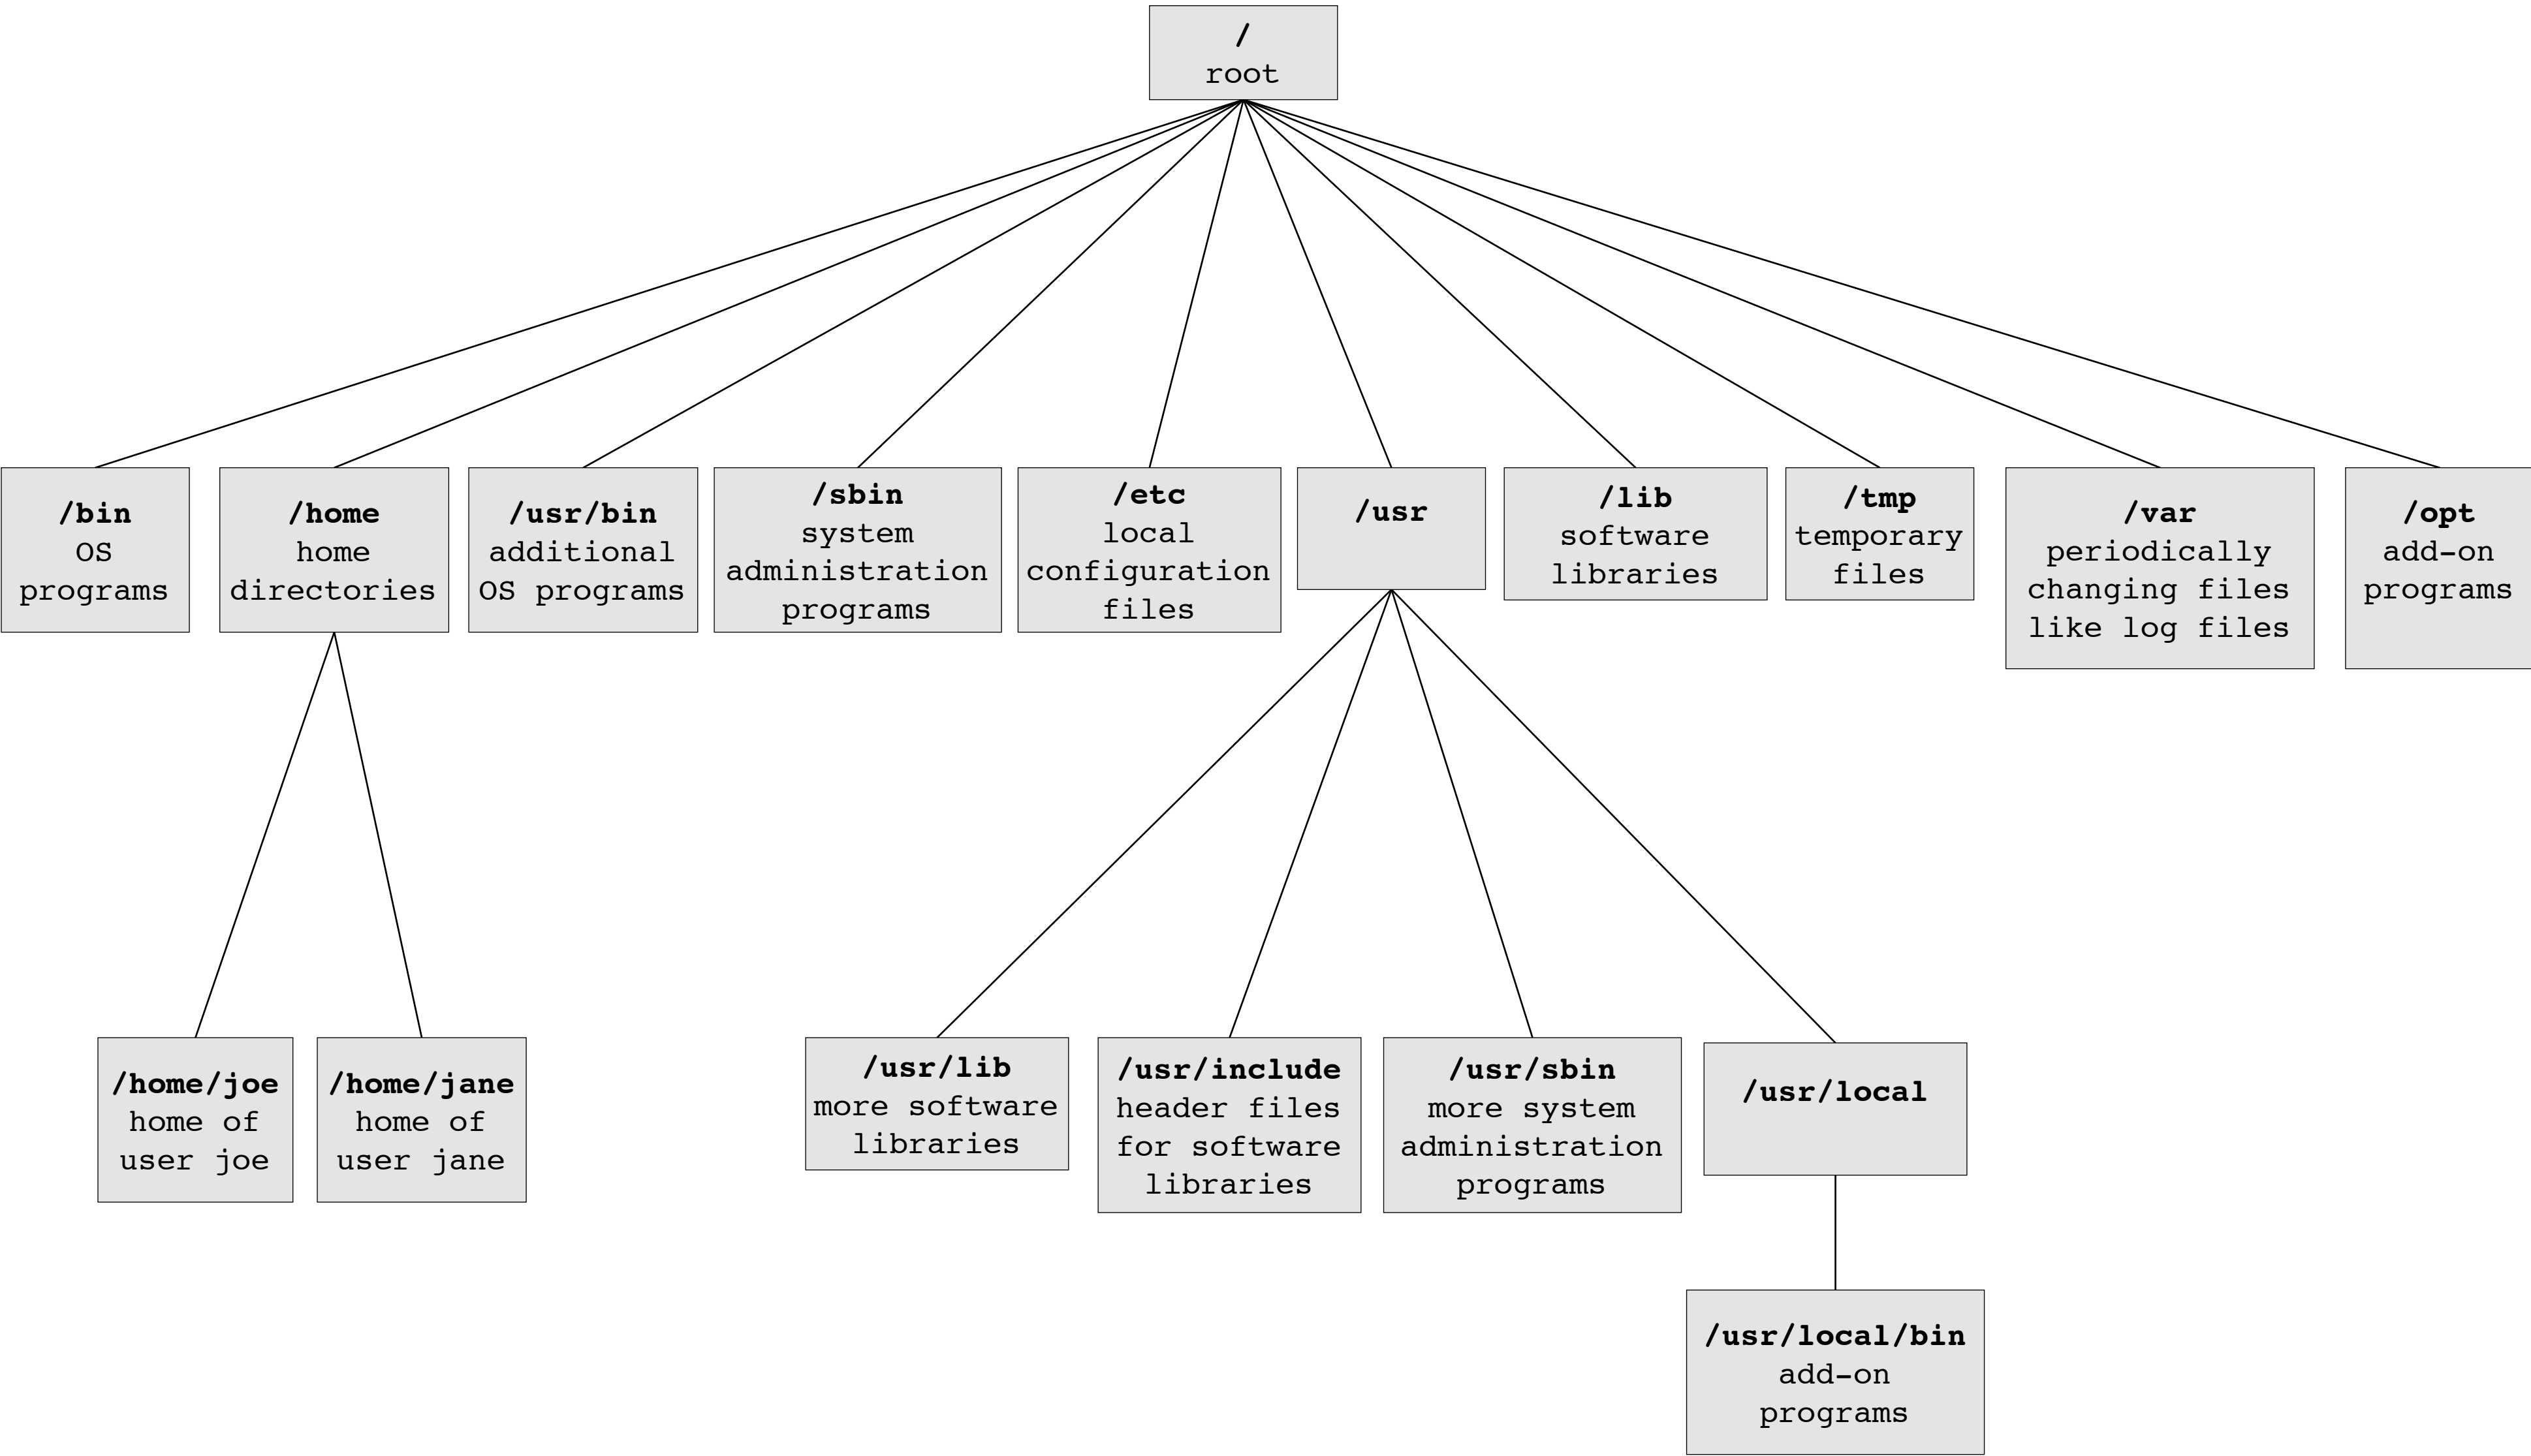 /
root
/bin
OS
programs
/home
home
directories
/usr/bin
additional
OS programs
/sbin
system
administration
programs
/etc
local
configuration
files
/usr
/lib
software
libraries
/tmp
temporary
files
/var
periodically
changing files
like log files
/opt
add-on
programs
/home/joe
home of
user joe
/home/jane
home of
user jane
/usr/lib
more software
libraries
/usr/include
header files
for software
libraries
/usr/sbin
more system
administration
programs
/usr/local
/usr/local/bin
add-on
programs